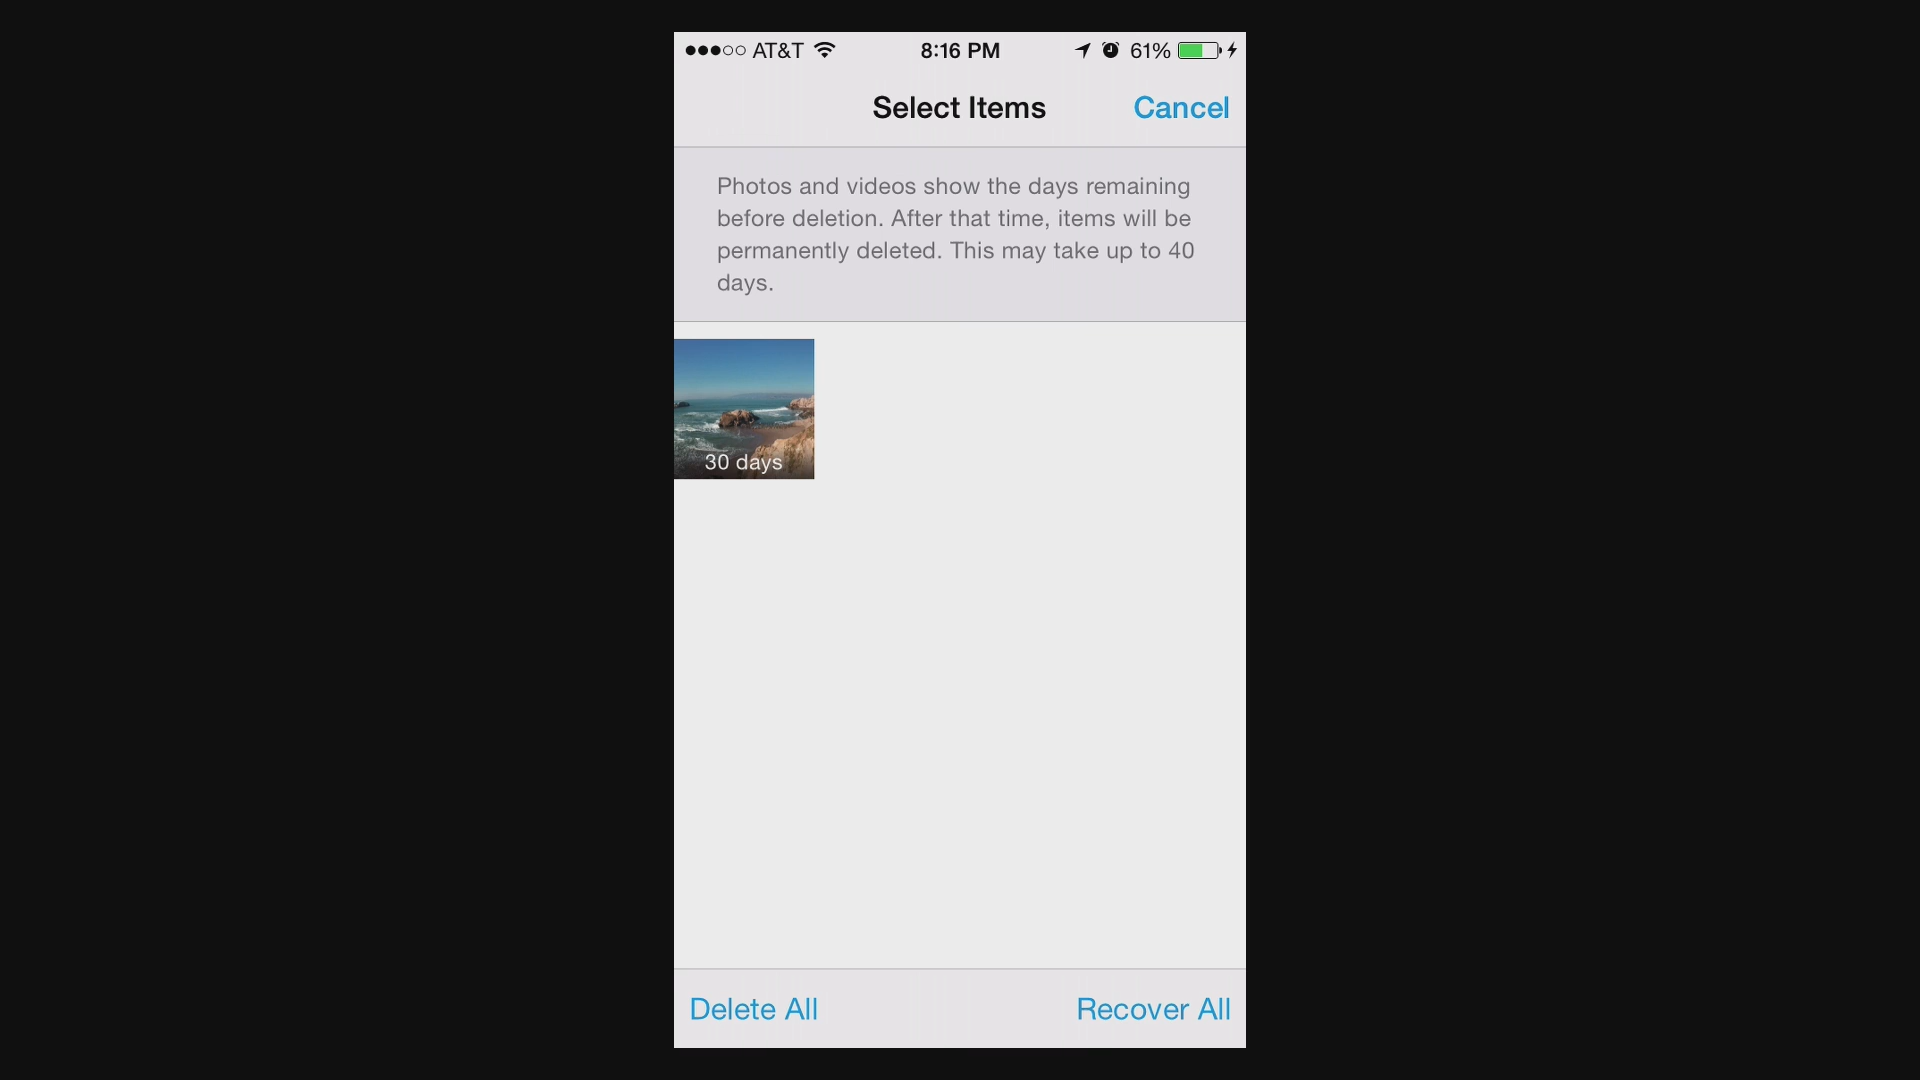 AT&T 8:16 PM 61%
Select Items Cancel
Photos and videos show the days remaining
before deletion. After that time, items will be
permanently deleted. This may take up to 40
days.
30 days
Delete All Recover All